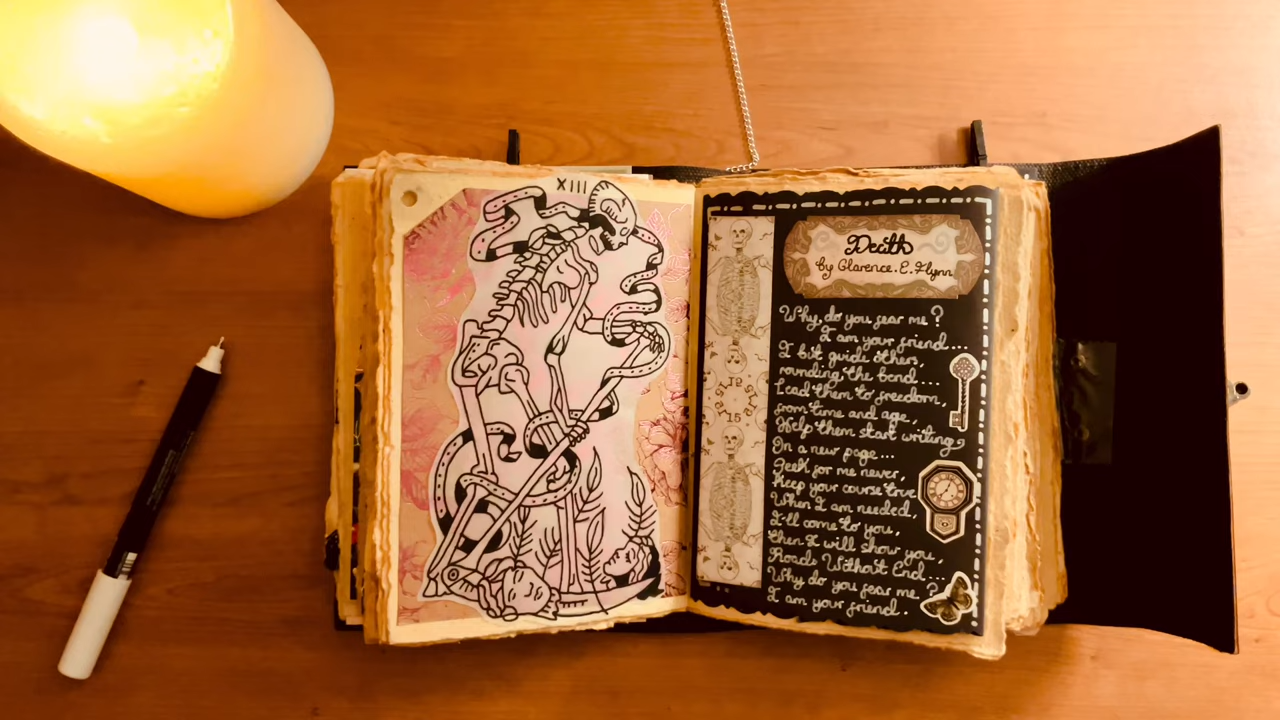 XIII
Death
by Clarence. E. Flynn
Why, do you fear me?
I am your friend...
I but guide others,
rounding the bend...
Lead them to freedom,
from time and age,
Help them start writing
On a new page...
Seek for me never,
Keep your course true
When I am needed,
I'll come to you,
then I will show you,
Roads Without End...
Why do you fear me?
I am your friend.